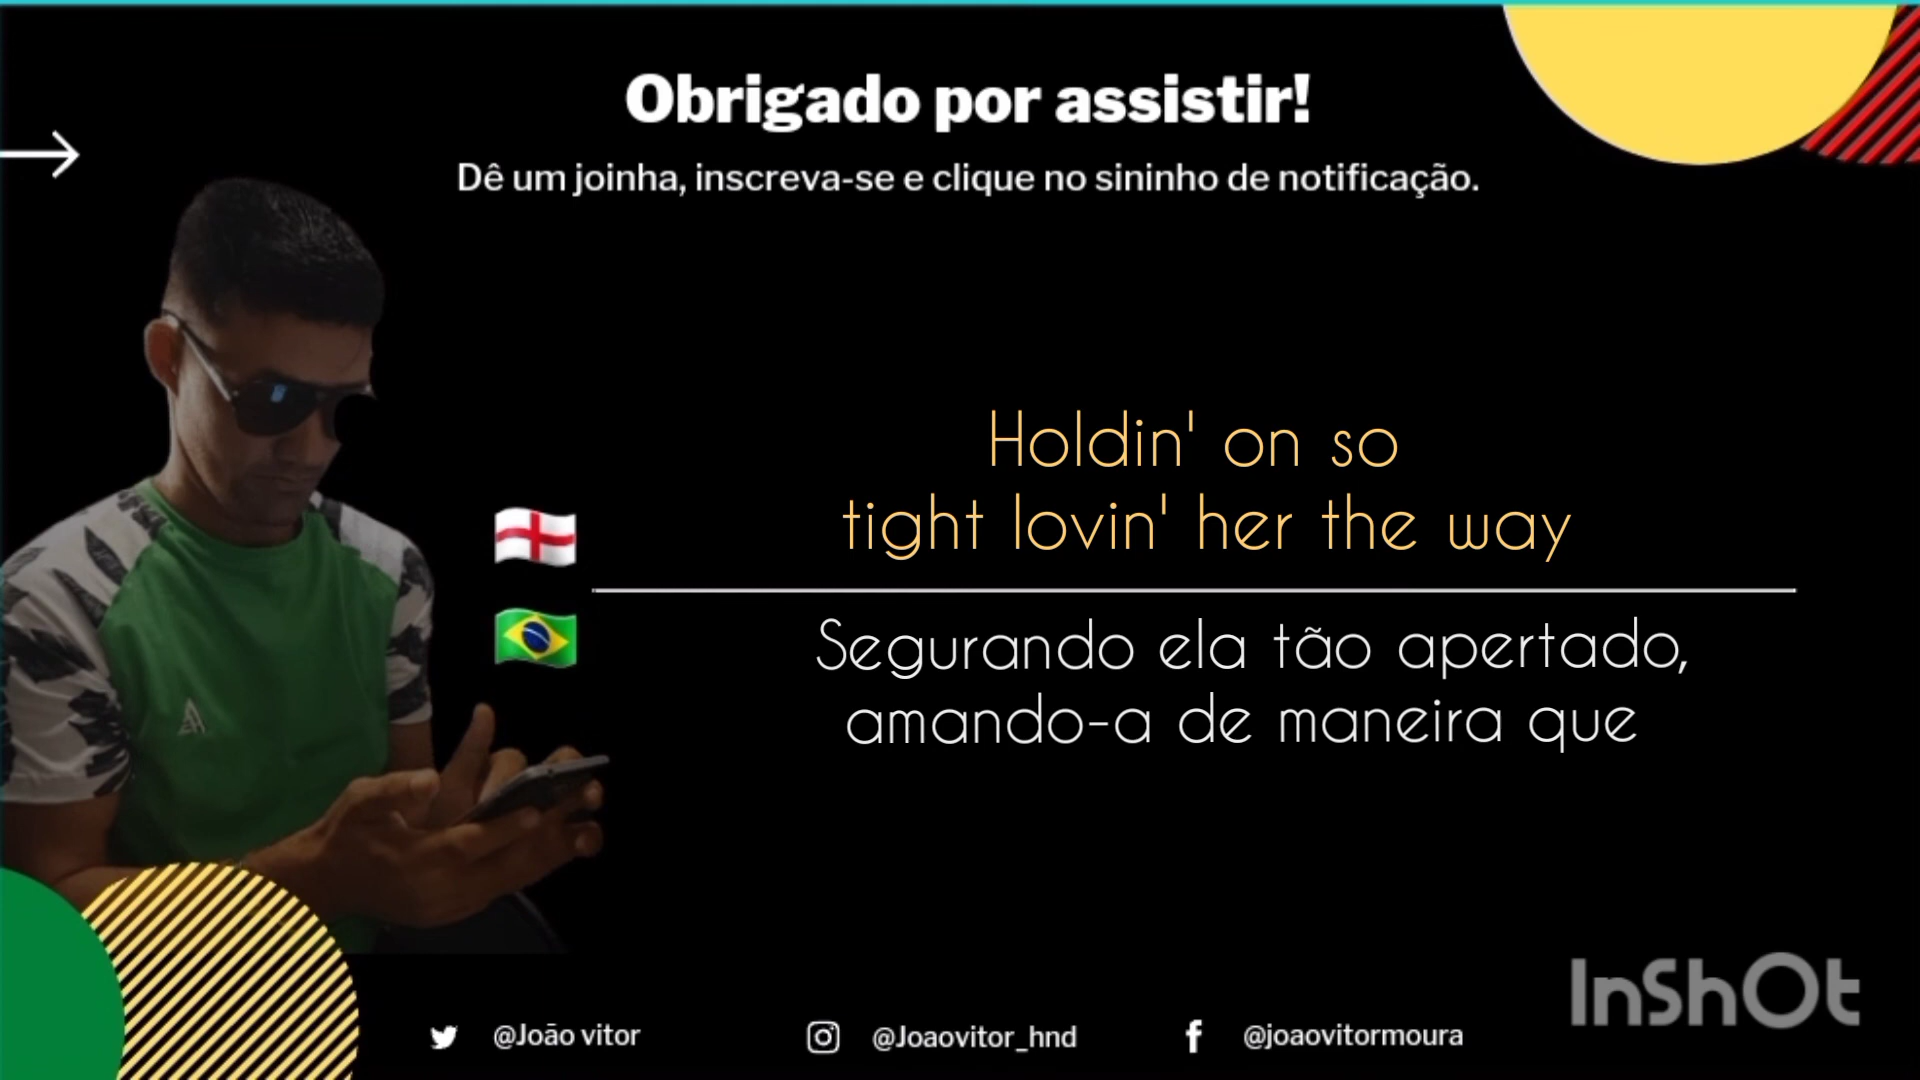 Obrigado por assistir!
Dê um joinha, inscreva-se e clique no sininho de notificação.
Holdin' on so
tight lovin' her the way
Segurando ela tão apertado,
amando-a de maneira que
InShOt
@João vitor
@Joaovitor_hnd
@joaovitormoura